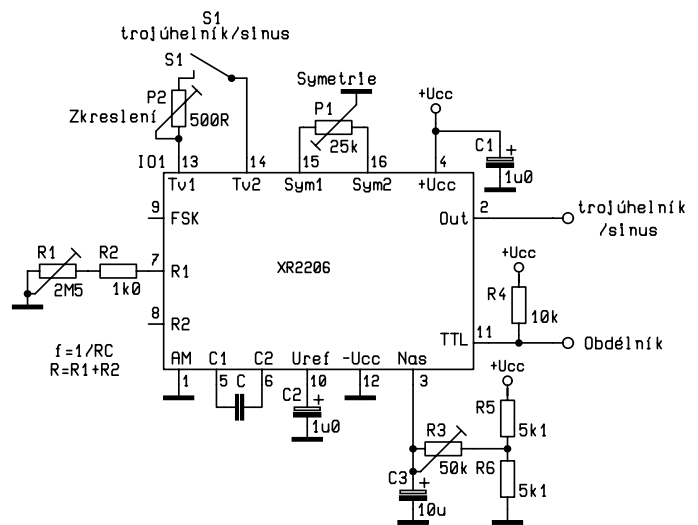 S1
trojúhelník/sinus
S1
P2
Zkreslení
500R
Symetrie
P1
25k
+Ucc
C1
+
1u0
IO1
13
14
15
16
4
Tv1
Tv2
Sym1
Sym2
+Ucc
9
FSK
Out
2
trojúhelník
/sinus
R1
R2
7
R1
2M5
1k0
XR2206
+Ucc
R4
10k
8
R2
TTL
11
Obdélník
f=1/RC
R=R1+R2
AM
C1
C2
Uref
-Ucc
Nas
1
5
C
6
10
12
3
+Ucc
C2
+
1u0
R5
5k1
R3
50k
R6
5k1
C3
+
10u